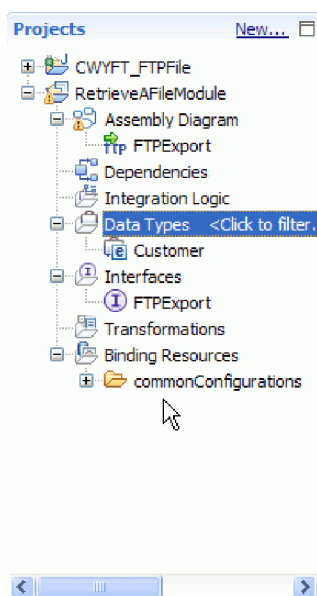 Projects New...
CWYFT_FTPFile
RetrieveAFileModule
Assembly Diagram
FTPExport
Dependencies
Integration Logic
Data Types <Click to filter.
Customer
Interfaces
FTPExport
Transformations
Binding Resources
commonConfigurations